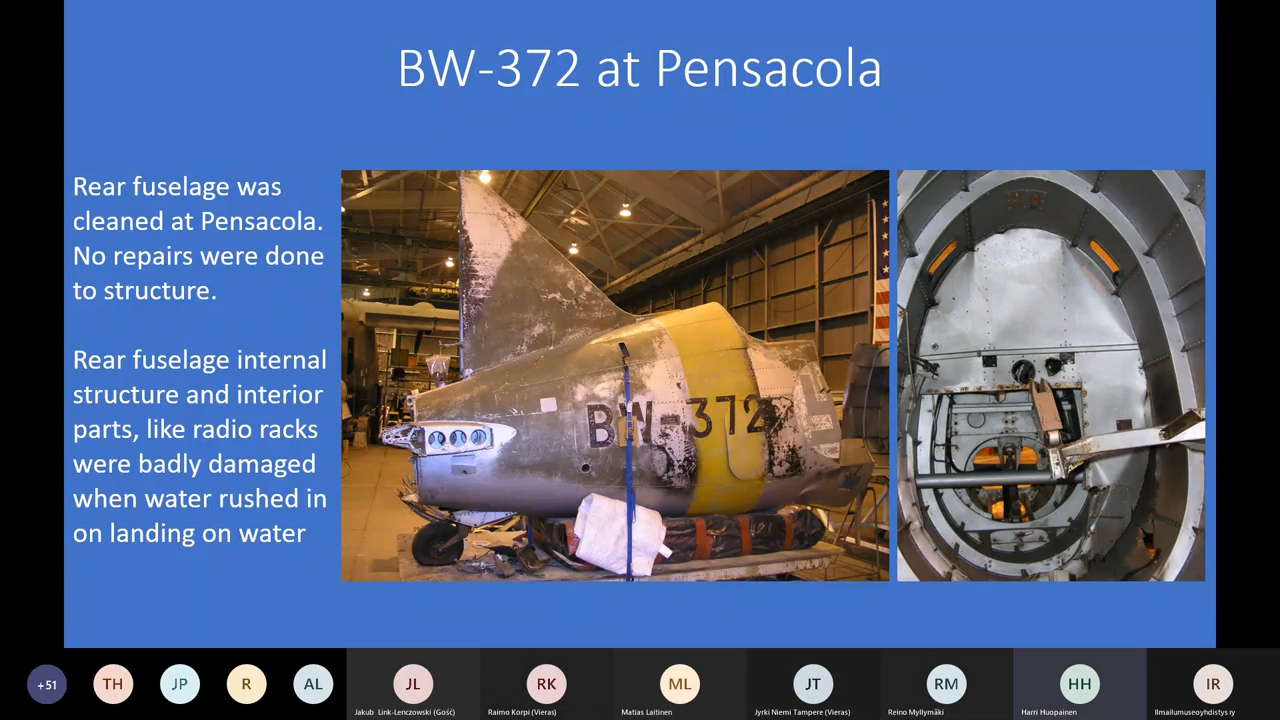 BW-372 at Pensacola
Rear fuselage was
cleaned at Pensacola.
No repairs were done
to structure.
Rear fuselage internal
structure and interior
parts, like radio racks
were badly damaged
when water rushed in
on landing on water
BW-372
+51
TH
JP
R
AL
JL
RK
ML
JT
RM
HH
IR
Jakub Link-Lenczowski (Gość)
Raimo Korpi (Vieras)
Matias Laitinen
Jyrki Niemi Tampere (Vieras)
Reino Myllymäki
Harri Huopainen
Ilmailumuseoyhdistys ry